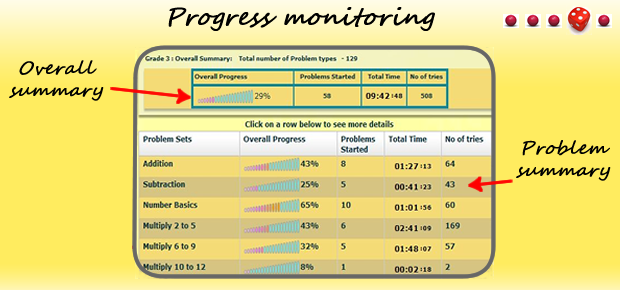 Progress monitoring
Overall
summary
Grade 3 : Overall Summary: Total number of Problem types - 129
Overall Progress Problems Started Total Time No of tries
29% 58 09:42:48 508
Click on a row below to see more details
Problem Sets Overall Progress Problems Started Total Time No of tries
Addition 43% 8 01:27:13 64
Subtraction 25% 5 00:41:23 43
Number Basics 65% 10 01:01:56 60
Multiply 2 to 5 43% 6 02:41:09 169
Multiply 6 to 9 32% 5 01:48:07 57
Multiply 10 to 12 8% 1 00:02:18 2
Problem
summary